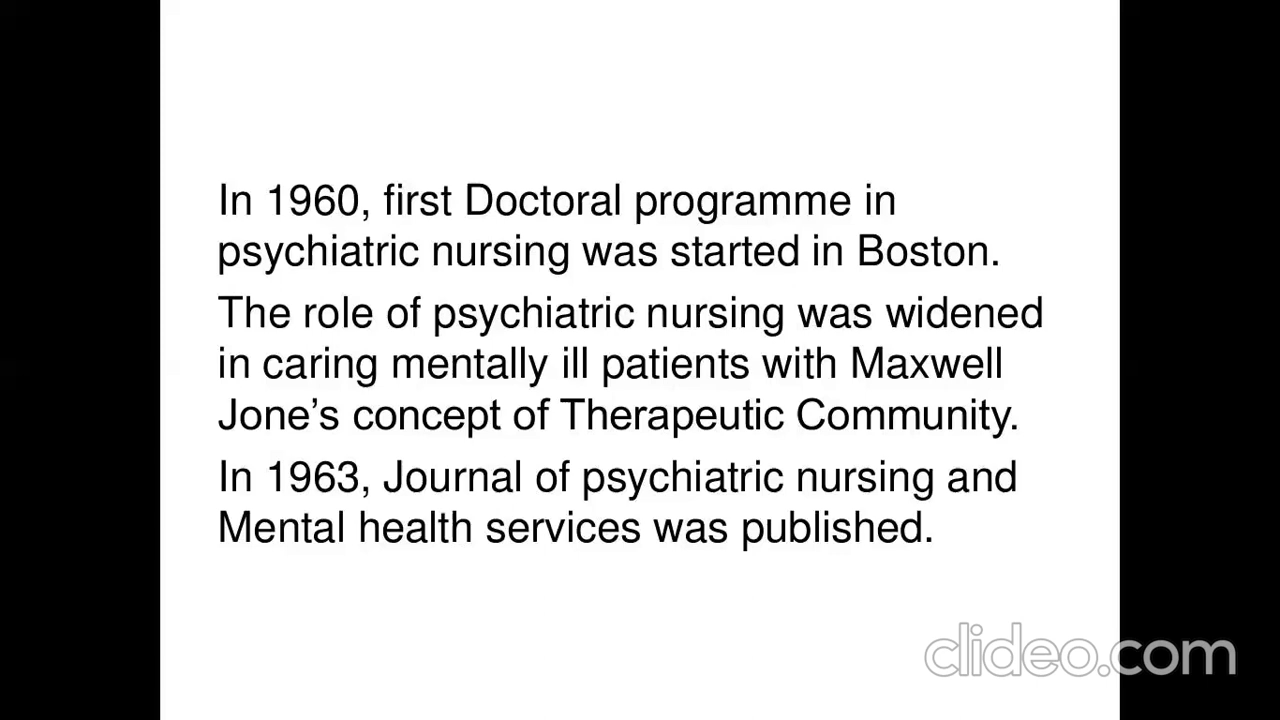 In 1960, first Doctoral programme in
psychiatric nursing was started in Boston.
The role of psychiatric nursing was widened
in caring mentally ill patients with Maxwell
Jone’s concept of Therapeutic Community.
In 1963, Journal of psychiatric nursing and
Mental health services was published.
clideo.com